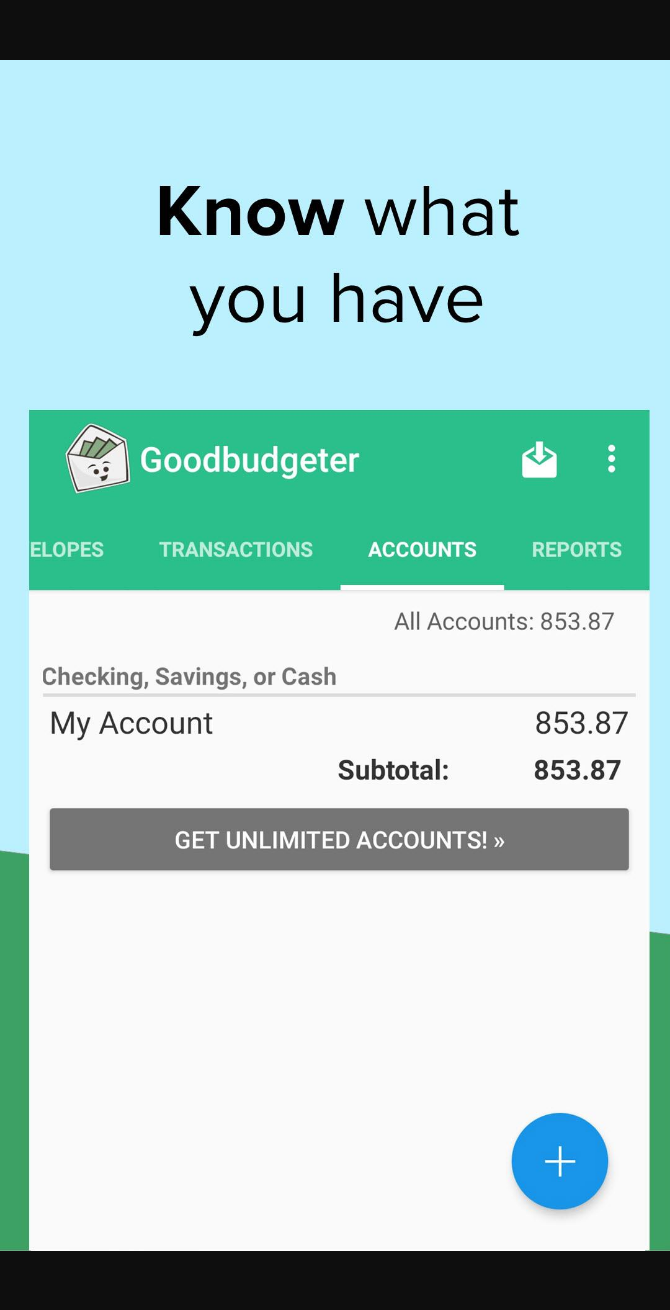 Know what
you have
Goodbudgeter
ELOPES TRANSACTIONS ACCOUNTS REPORTS
All Accounts: 853.87
Checking, Savings, or Cash
My Account 853.87
Subtotal: 853.87
GET UNLIMITED ACCOUNTS! »